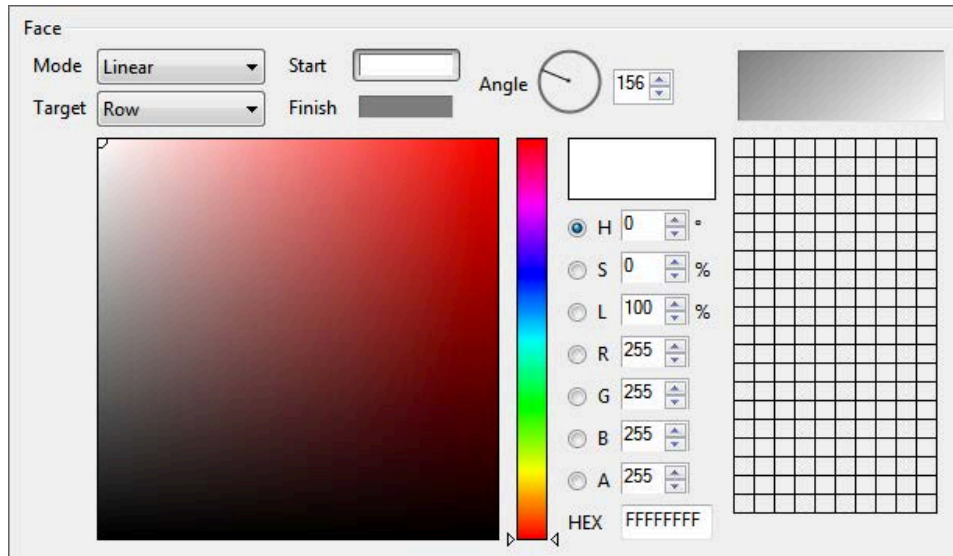 Face
Mode Linear Start Angle 156
Target Row Finish
H 0 °
S 0 %
L 100 %
R 255
G 255
B 255
A 255
HEX FFFFFFFF